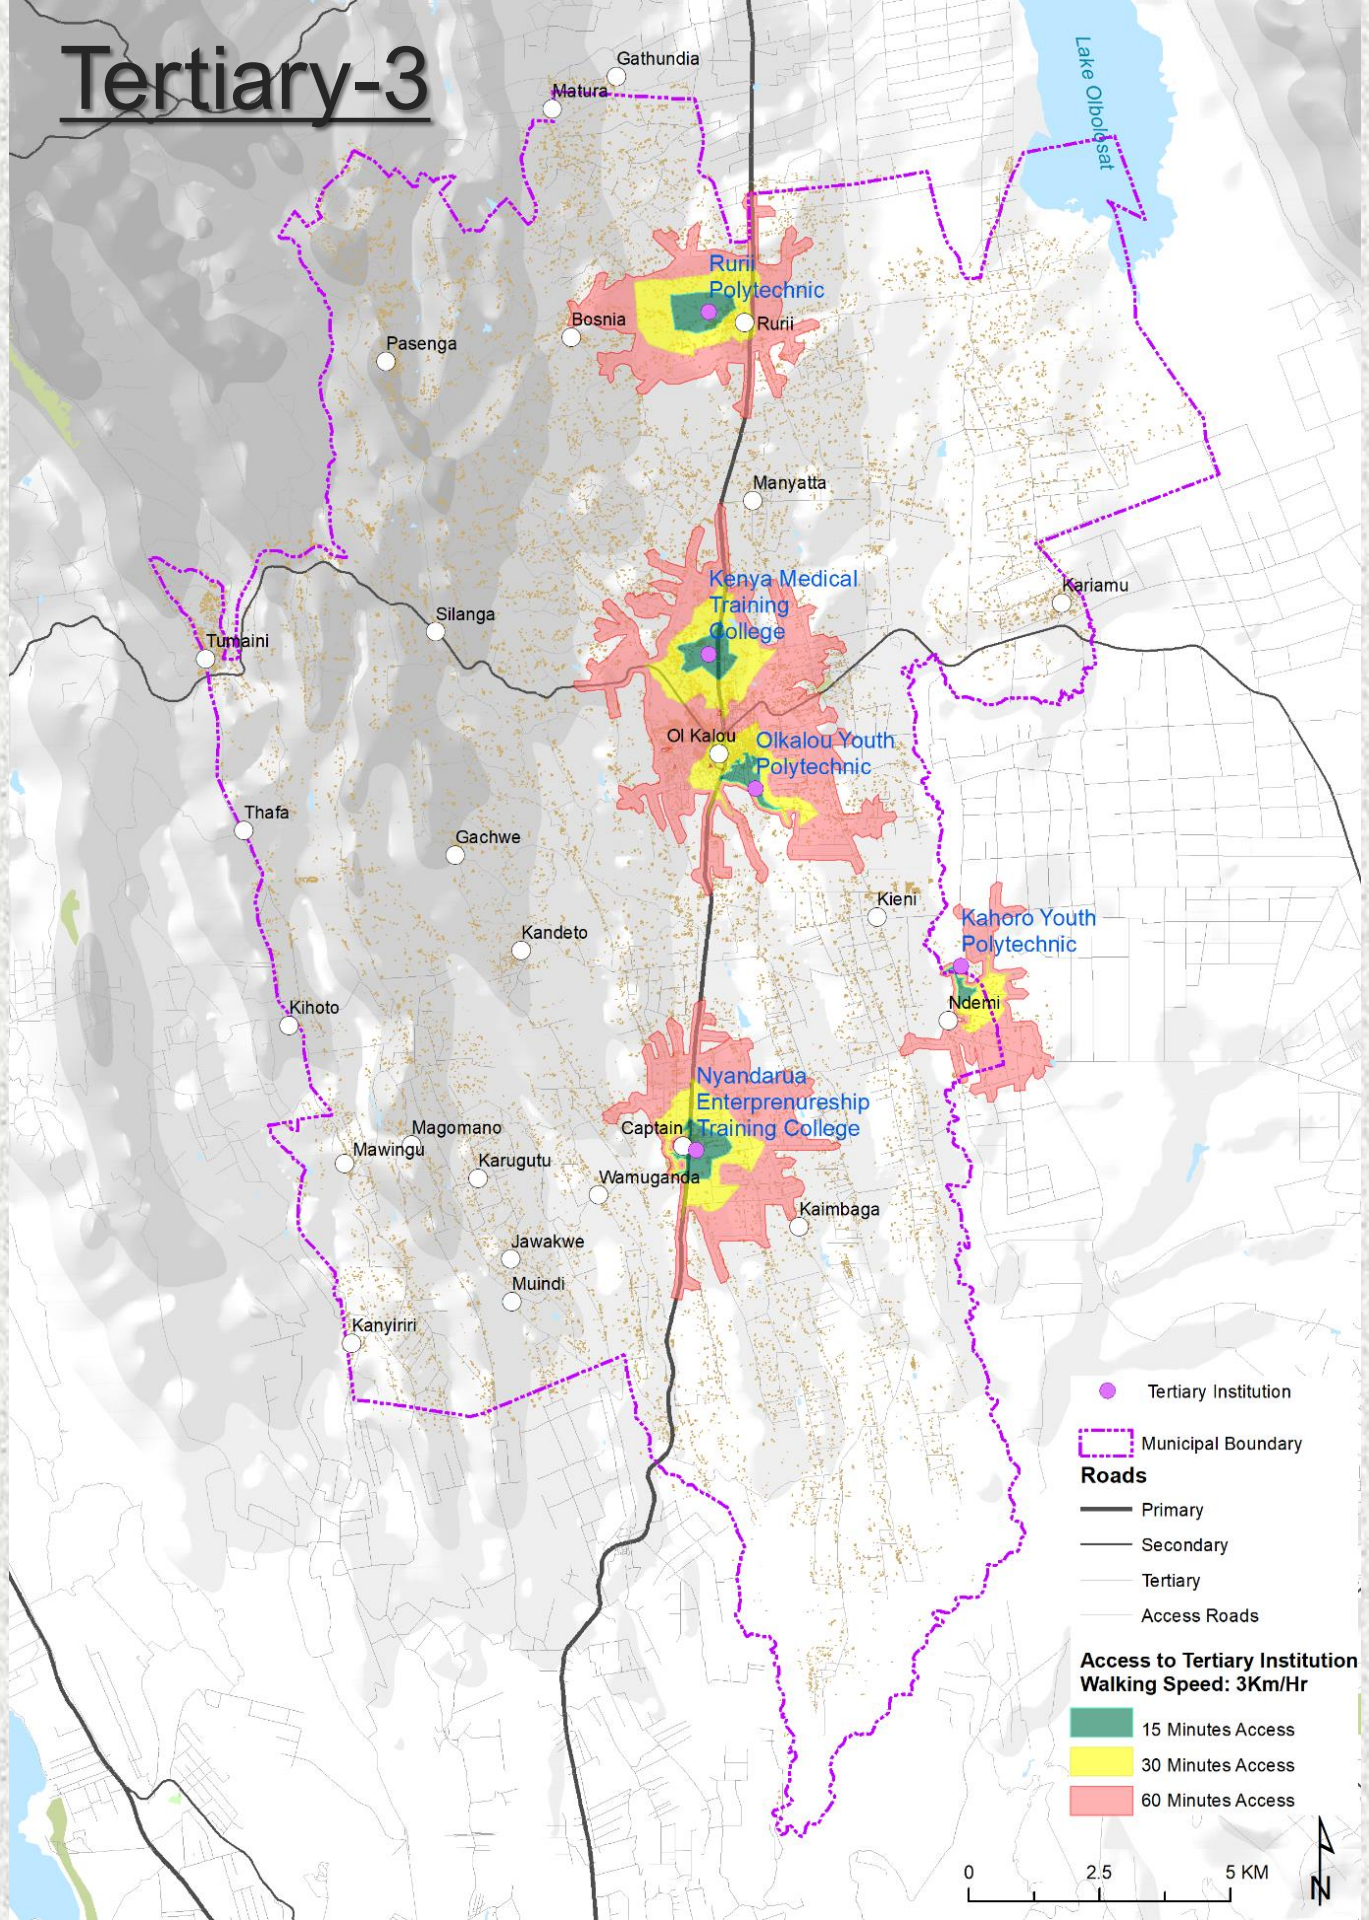 Tertiary-3
Gathundia
Matura
Lake Olbolosat
Rurii
Polytechnic
Bosnia
Rurii
Pasenga
Manyatta
Kenya Medical
Training
College
Kariamu
Silanga
Tumaini
Ol Kalou
Olkalou Youth
Polytechnic
Thafa
Gachwe
Kieni
Kahoro Youth
Polytechnic
Kandeto
Ndemi
Kihoto
Nyandarua
Enterprenureship
Training College
Captain
Magomano
Mawingu
Karugutu
Wamuganda
Kaimbaga
Jawakwe
Muindi
Kanyiriri
Tertiary Institution
Municipal Boundary
Roads
Primary
Secondary
Tertiary
Access Roads
Access to Tertiary Institution
Walking Speed: 3Km/Hr
15 Minutes Access
30 Minutes Access
60 Minutes Access
0 2.5 5 KM
N